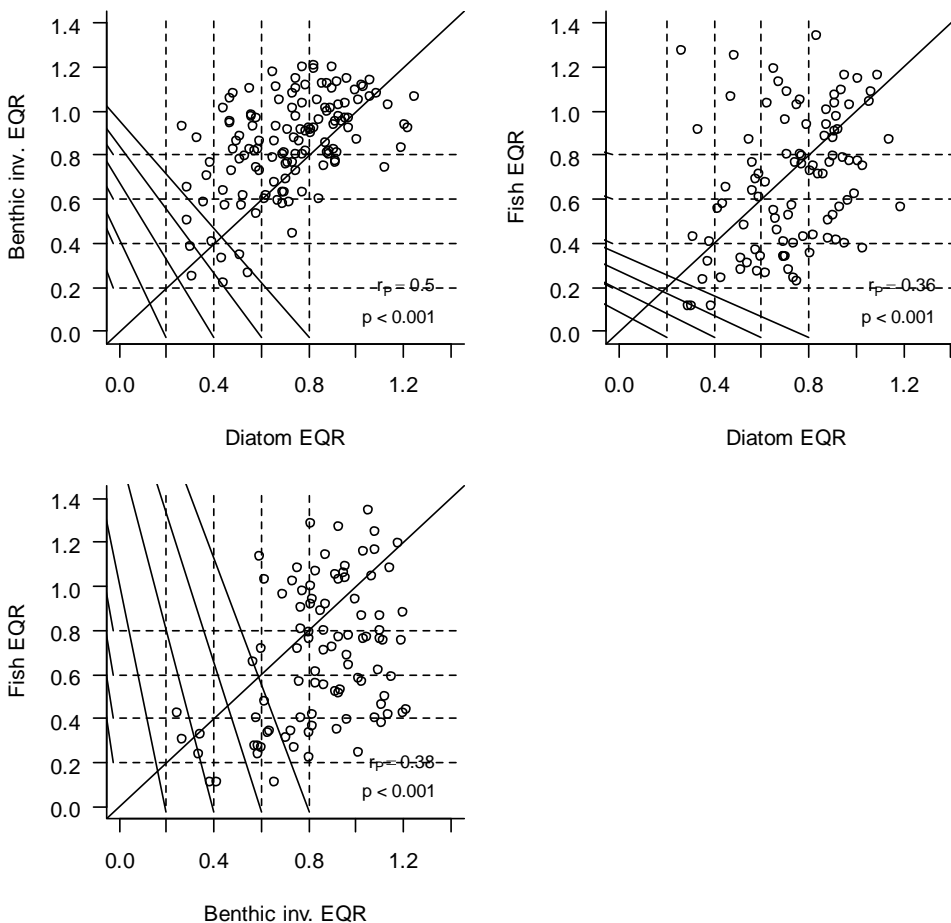 1.4
1.2
1.0
0.8
0.6
0.4
0.2
0.0
Benthic inv. EQR
rP = 0.5
p < 0.001
0.0 0.4 0.8 1.2
Diatom EQR
1.4
1.2
1.0
0.8
0.6
0.4
0.2
0.0
Fish EQR
rP = 0.36
p < 0.001
0.0 0.4 0.8 1.2
Diatom EQR
1.4
1.2
1.0
0.8
0.6
0.4
0.2
0.0
Fish EQR
rP = 0.38
p < 0.001
0.0 0.4 0.8 1.2
Benthic inv. EQR